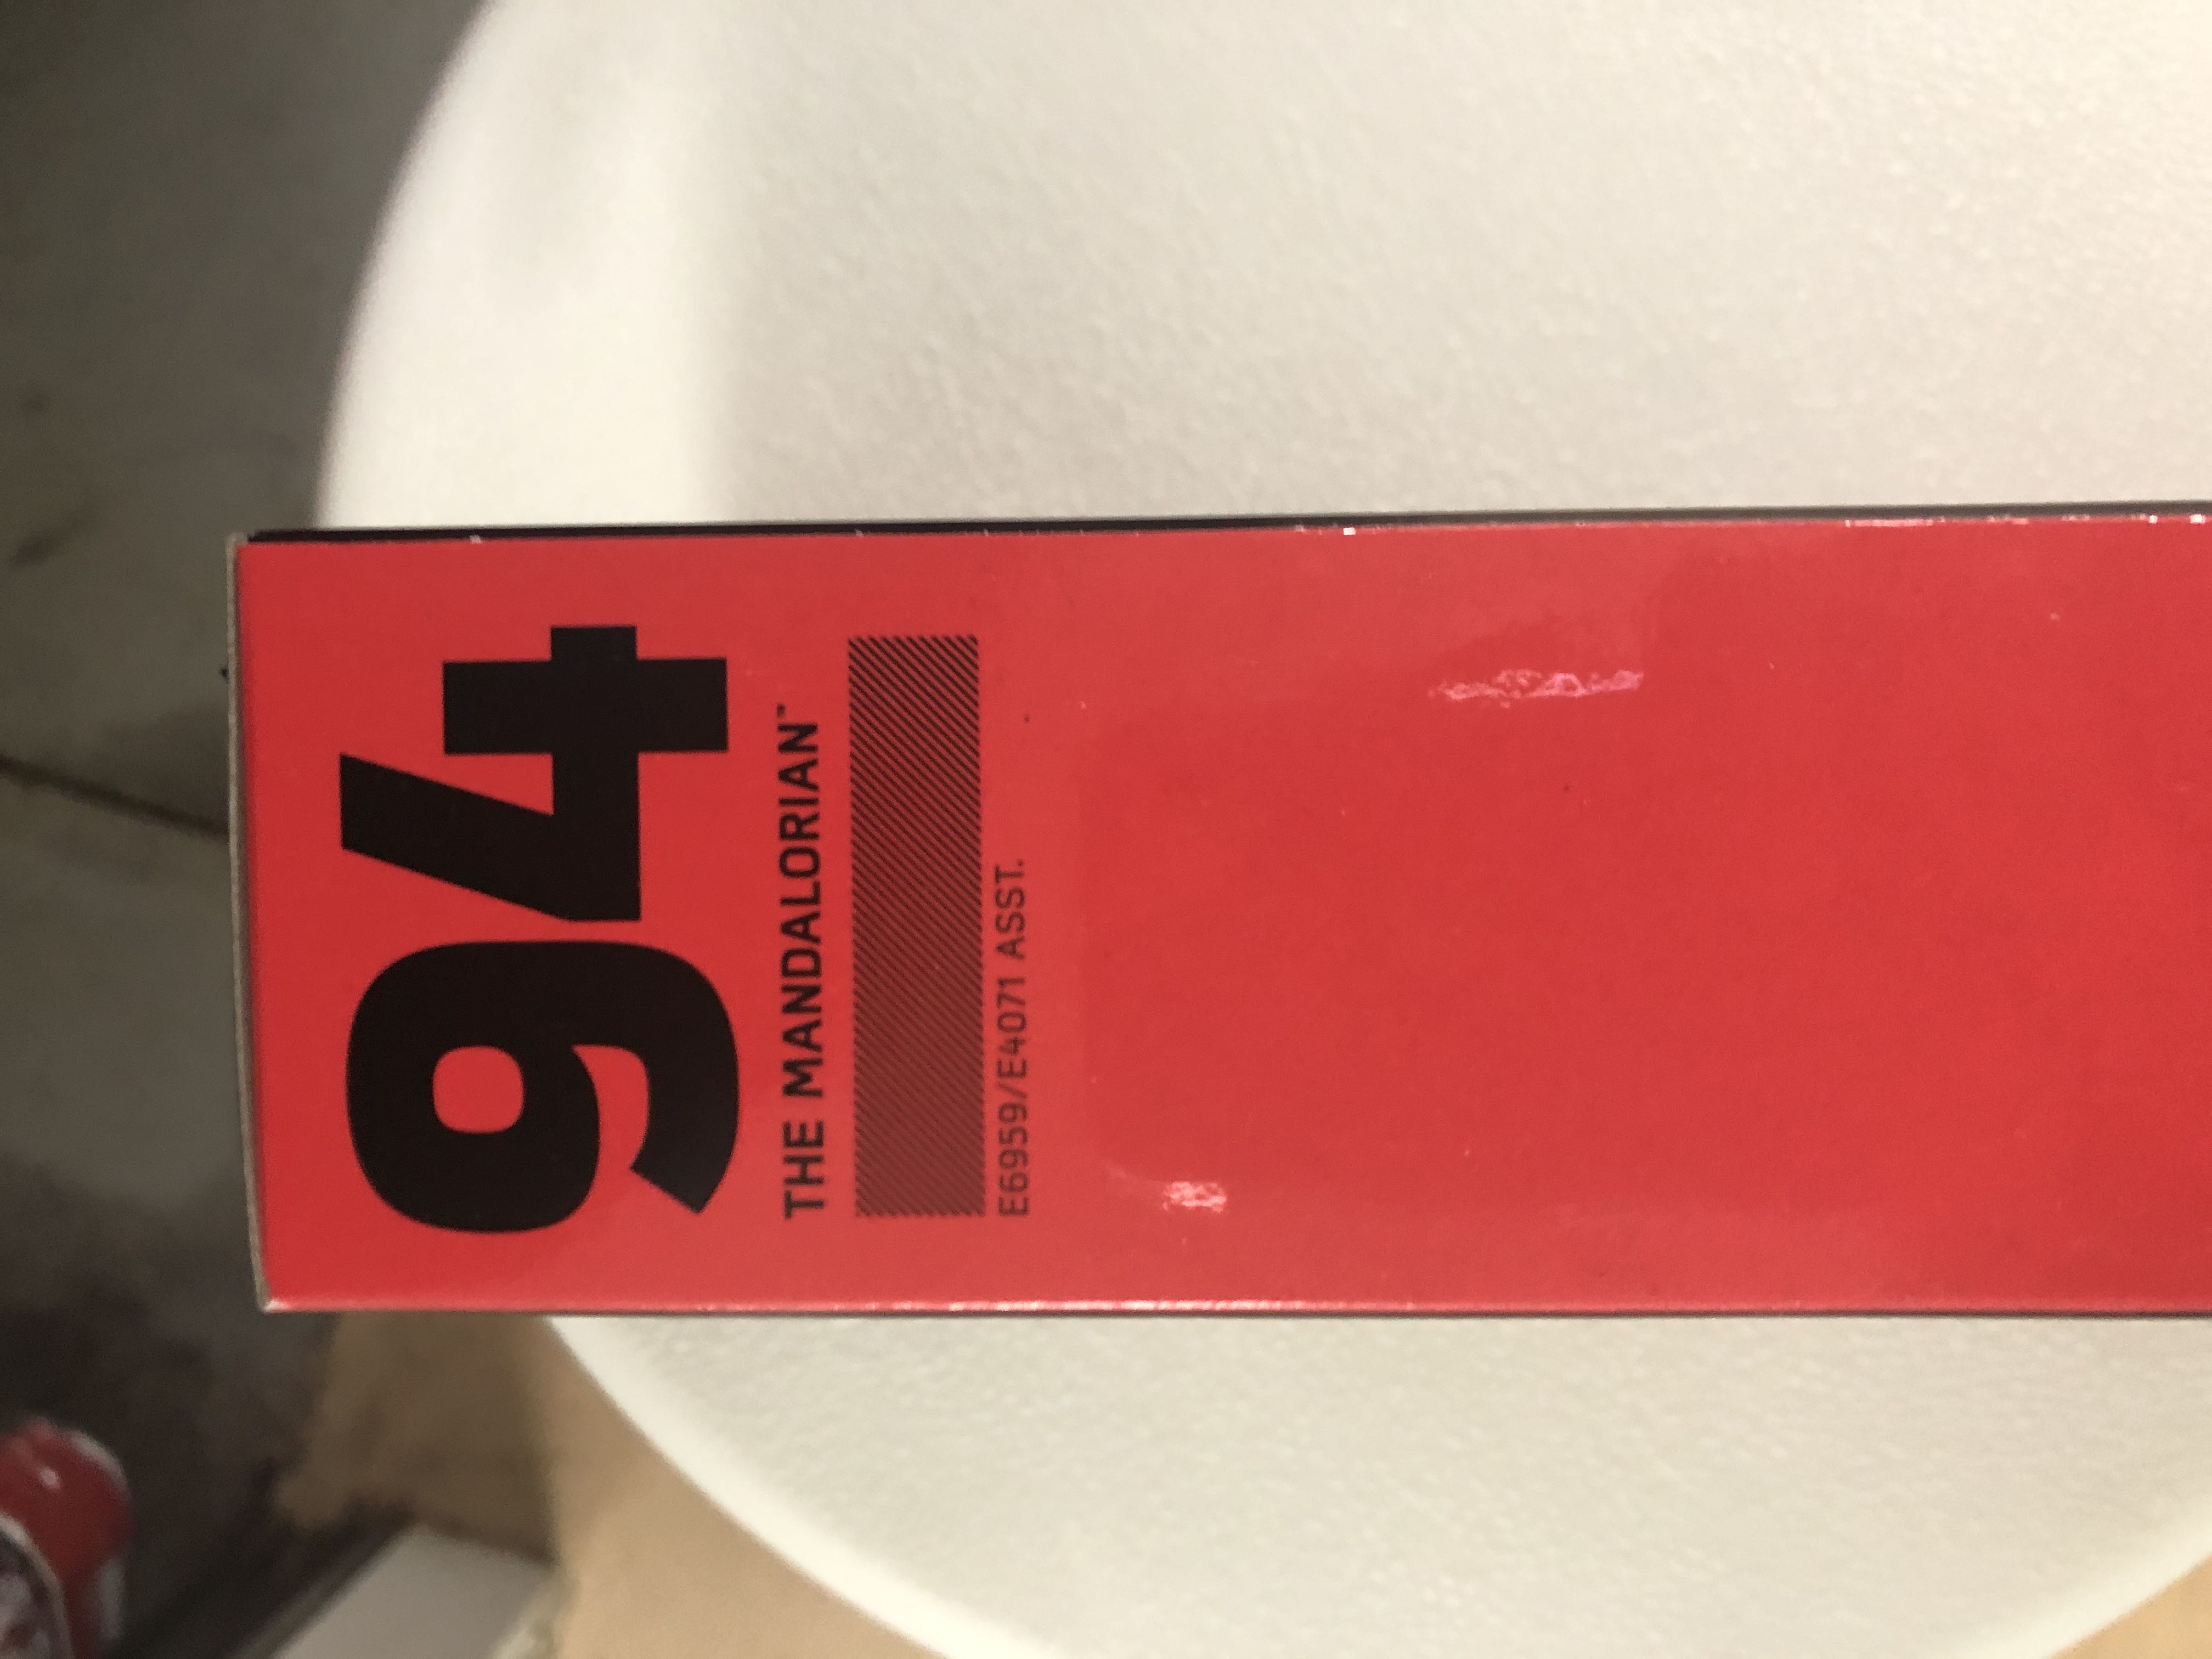 94
THE MANDALORIAN™
E6959/E4071 ASST.